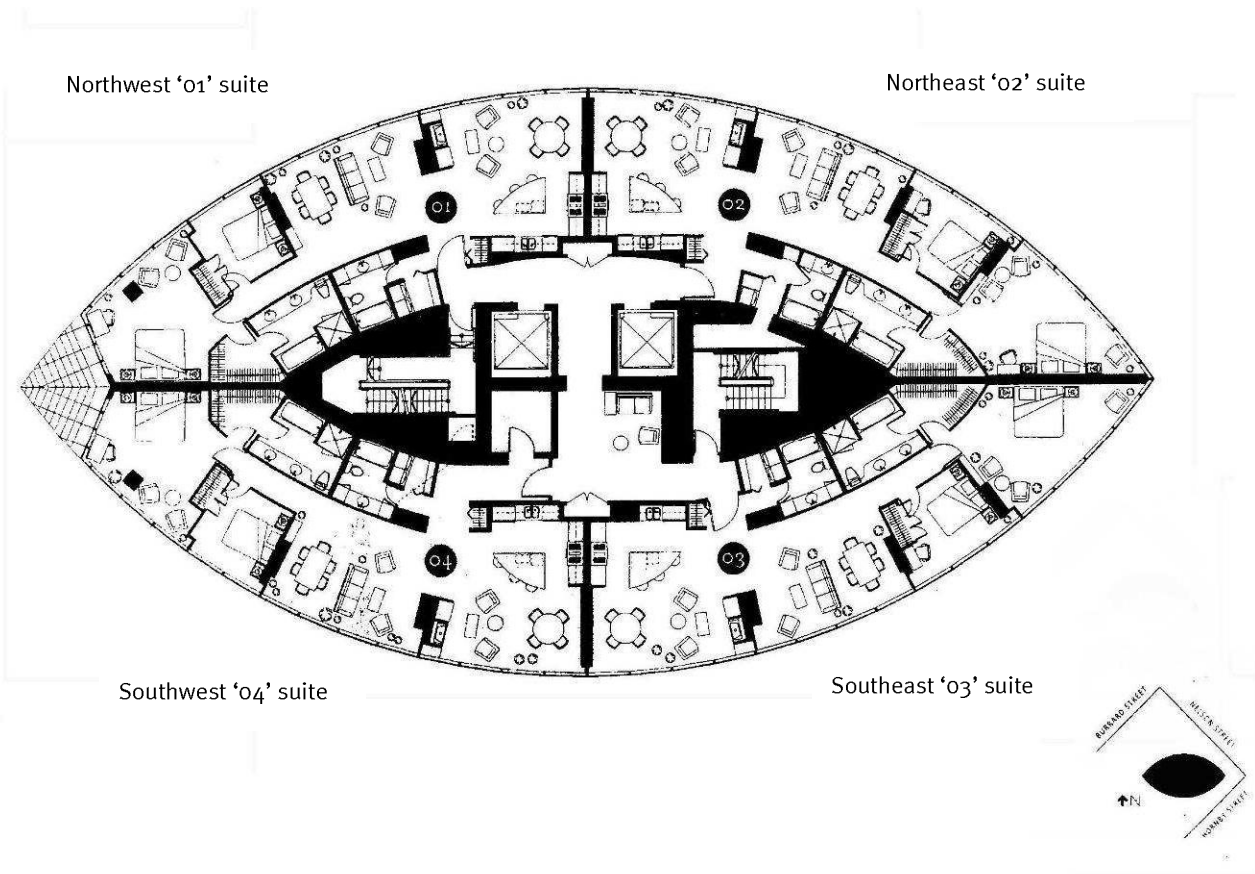 Northwest ‘01’ suite
Northeast ‘02’ suite
01
02
04
03
Southwest ‘04’ suite
Southeast ‘03’ suite
BURRARD STREET
NELSON STREET
N
HORNBY STREET